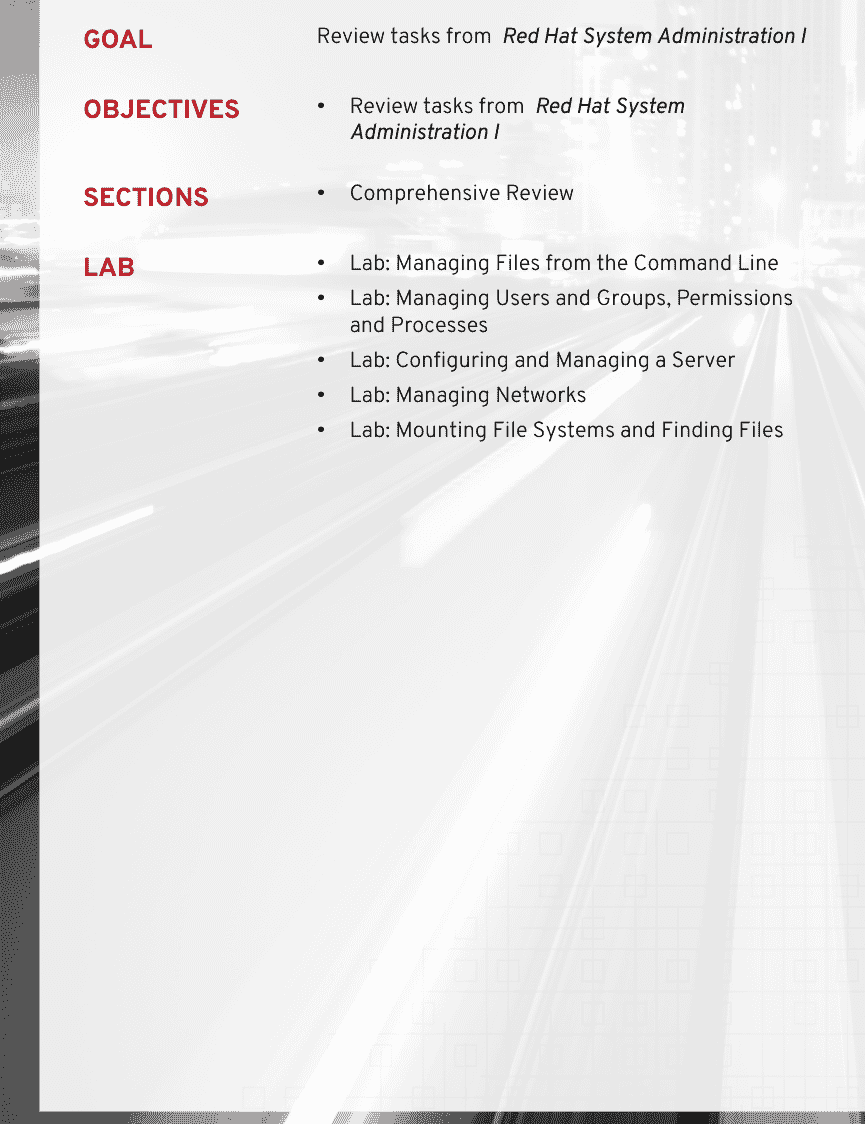 GOAL
Review tasks from Red Hat System Administration I
OBJECTIVES
• Review tasks from Red Hat System
Administration I
SECTIONS
• Comprehensive Review
LAB
• Lab: Managing Files from the Command Line
• Lab: Managing Users and Groups, Permissions
and Processes
• Lab: Configuring and Managing a Server
• Lab: Managing Networks
• Lab: Mounting File Systems and Finding Files